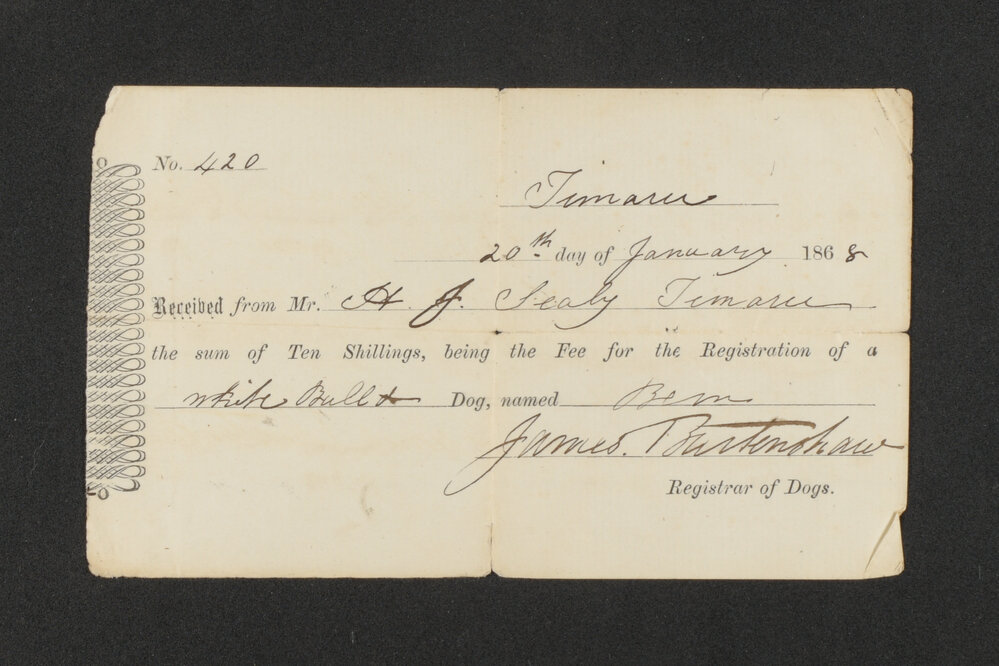 No. 420
Timaru
20th day of January 1868
Received from Mr. H. J. Sealy Timaru
the sum of Ten Shillings, being the Fee for the Registration of a
white Bull Dog, named
James. Burtenshaw
Registrar of Dogs.